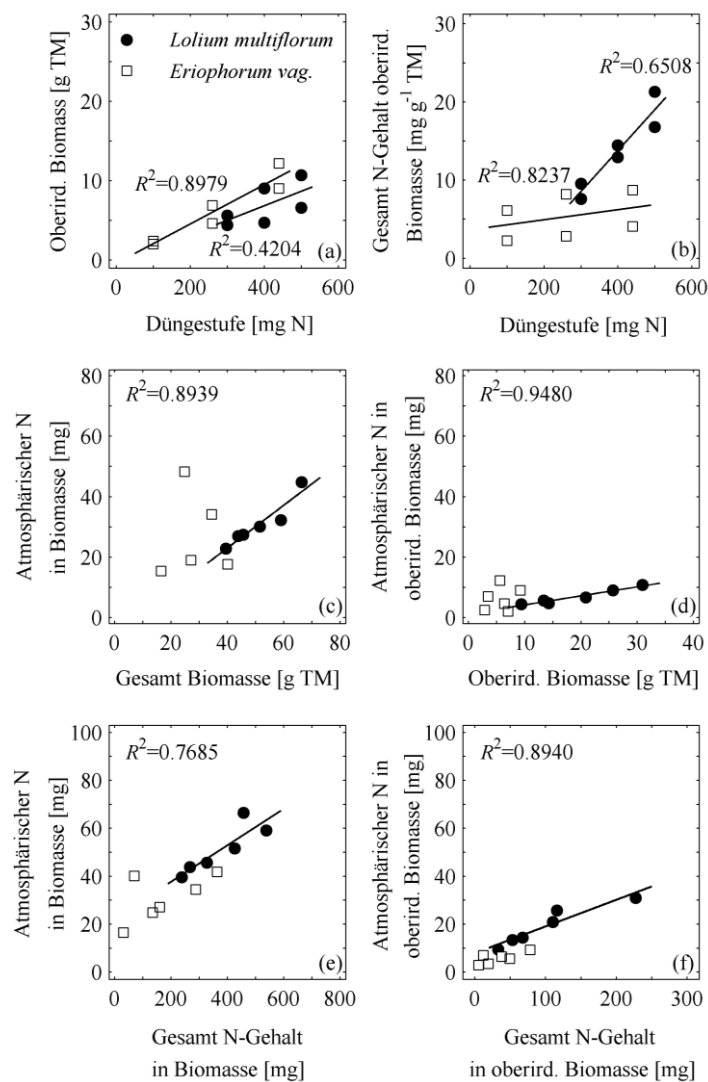 Oberird. Biomass [g TM]
30
20
10
0
Lolium multiflorum
Eriophorum vag.
R²=0.8979
R²=0.4204
(a)
0 200 400 600
Düngestufe [mg N]
Gesamt N-Gehalt oberird.
Biomasse [mg g⁻¹ TM]
30
20
10
0
R²=0.6508
R²=0.8237
(b)
0 200 400 600
Düngestufe [mg N]
Atmosphärischer N
in Biomasse [mg]
80
60
40
20
0
R²=0.8939
(c)
0 20 40 60 80
Gesamt Biomasse [g TM]
Atmosphärischer N in
oberird. Biomasse [mg]
80
60
40
20
0
R²=0.9480
(d)
0 10 20 30 40
Oberird. Biomasse [g TM]
Atmosphärischer N
in Biomasse [mg]
100
80
60
40
20
0
R²=0.7685
(e)
0 200 400 600 800
Gesamt N-Gehalt
in Biomasse [mg]
Atmosphärischer N in
oberird. Biomasse [mg]
100
80
60
40
20
0
R²=0.8940
(f)
0 100 200 300
Gesamt N-Gehalt
in oberird. Biomasse [mg]